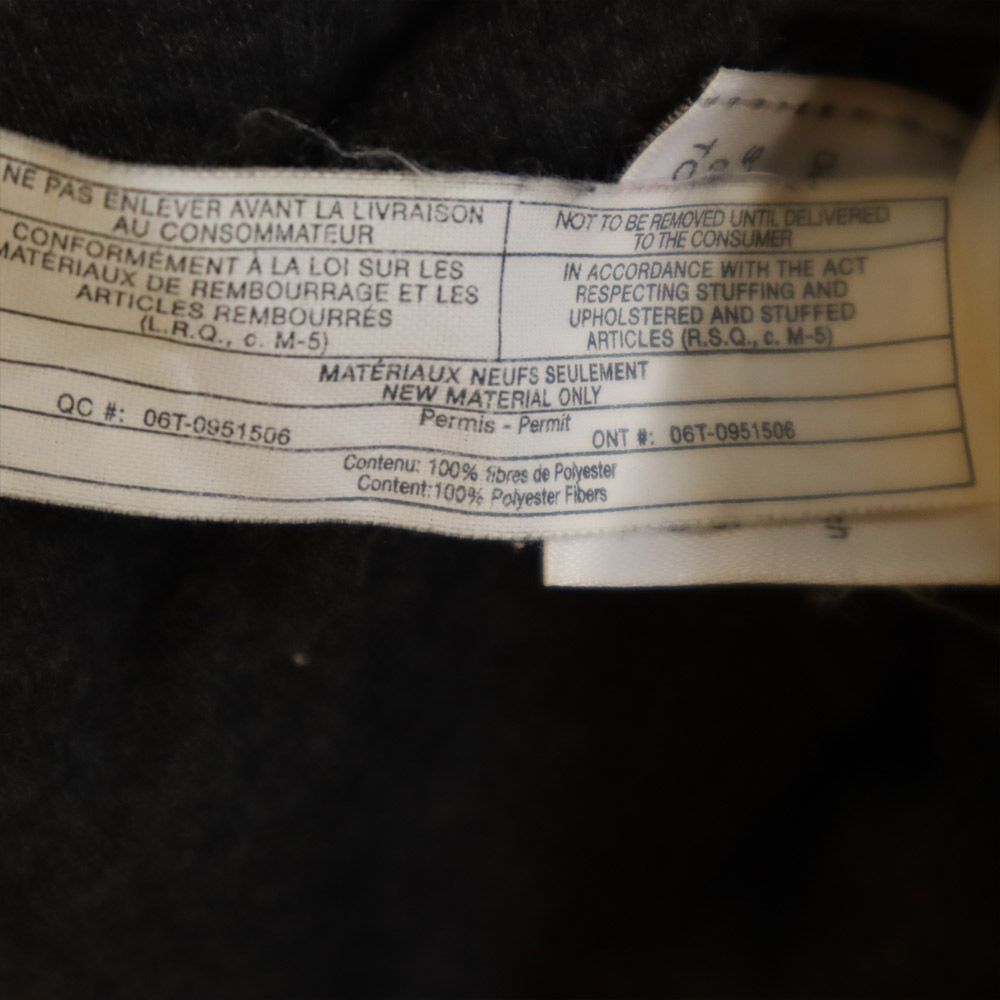 NE PAS ENLEVER AVANT LA LIVRAISON
AU CONSOMMATEUR
NOT TO BE REMOVED UNTIL DELIVERED
TO THE CONSUMER
CONFORMÉMENT À LA LOI SUR LES
MATÉRIAUX DE REMBOURRAGE ET LES
ARTICLES REMBOURRÉS
(L.R.Q., c. M-5)
IN ACCORDANCE WITH THE ACT
RESPECTING STUFFING AND
UPHOLSTERED AND STUFFED
ARTICLES (R.S.Q., c. M-5)
MATÉRIAUX NEUFS SEULEMENT
NEW MATERIAL ONLY
Permis - Permit
QC #: 06T-0951506
ONT #: 06T-0951506
Contenu: 100% fibres de Polyester
Content:100% Polyester Fibers